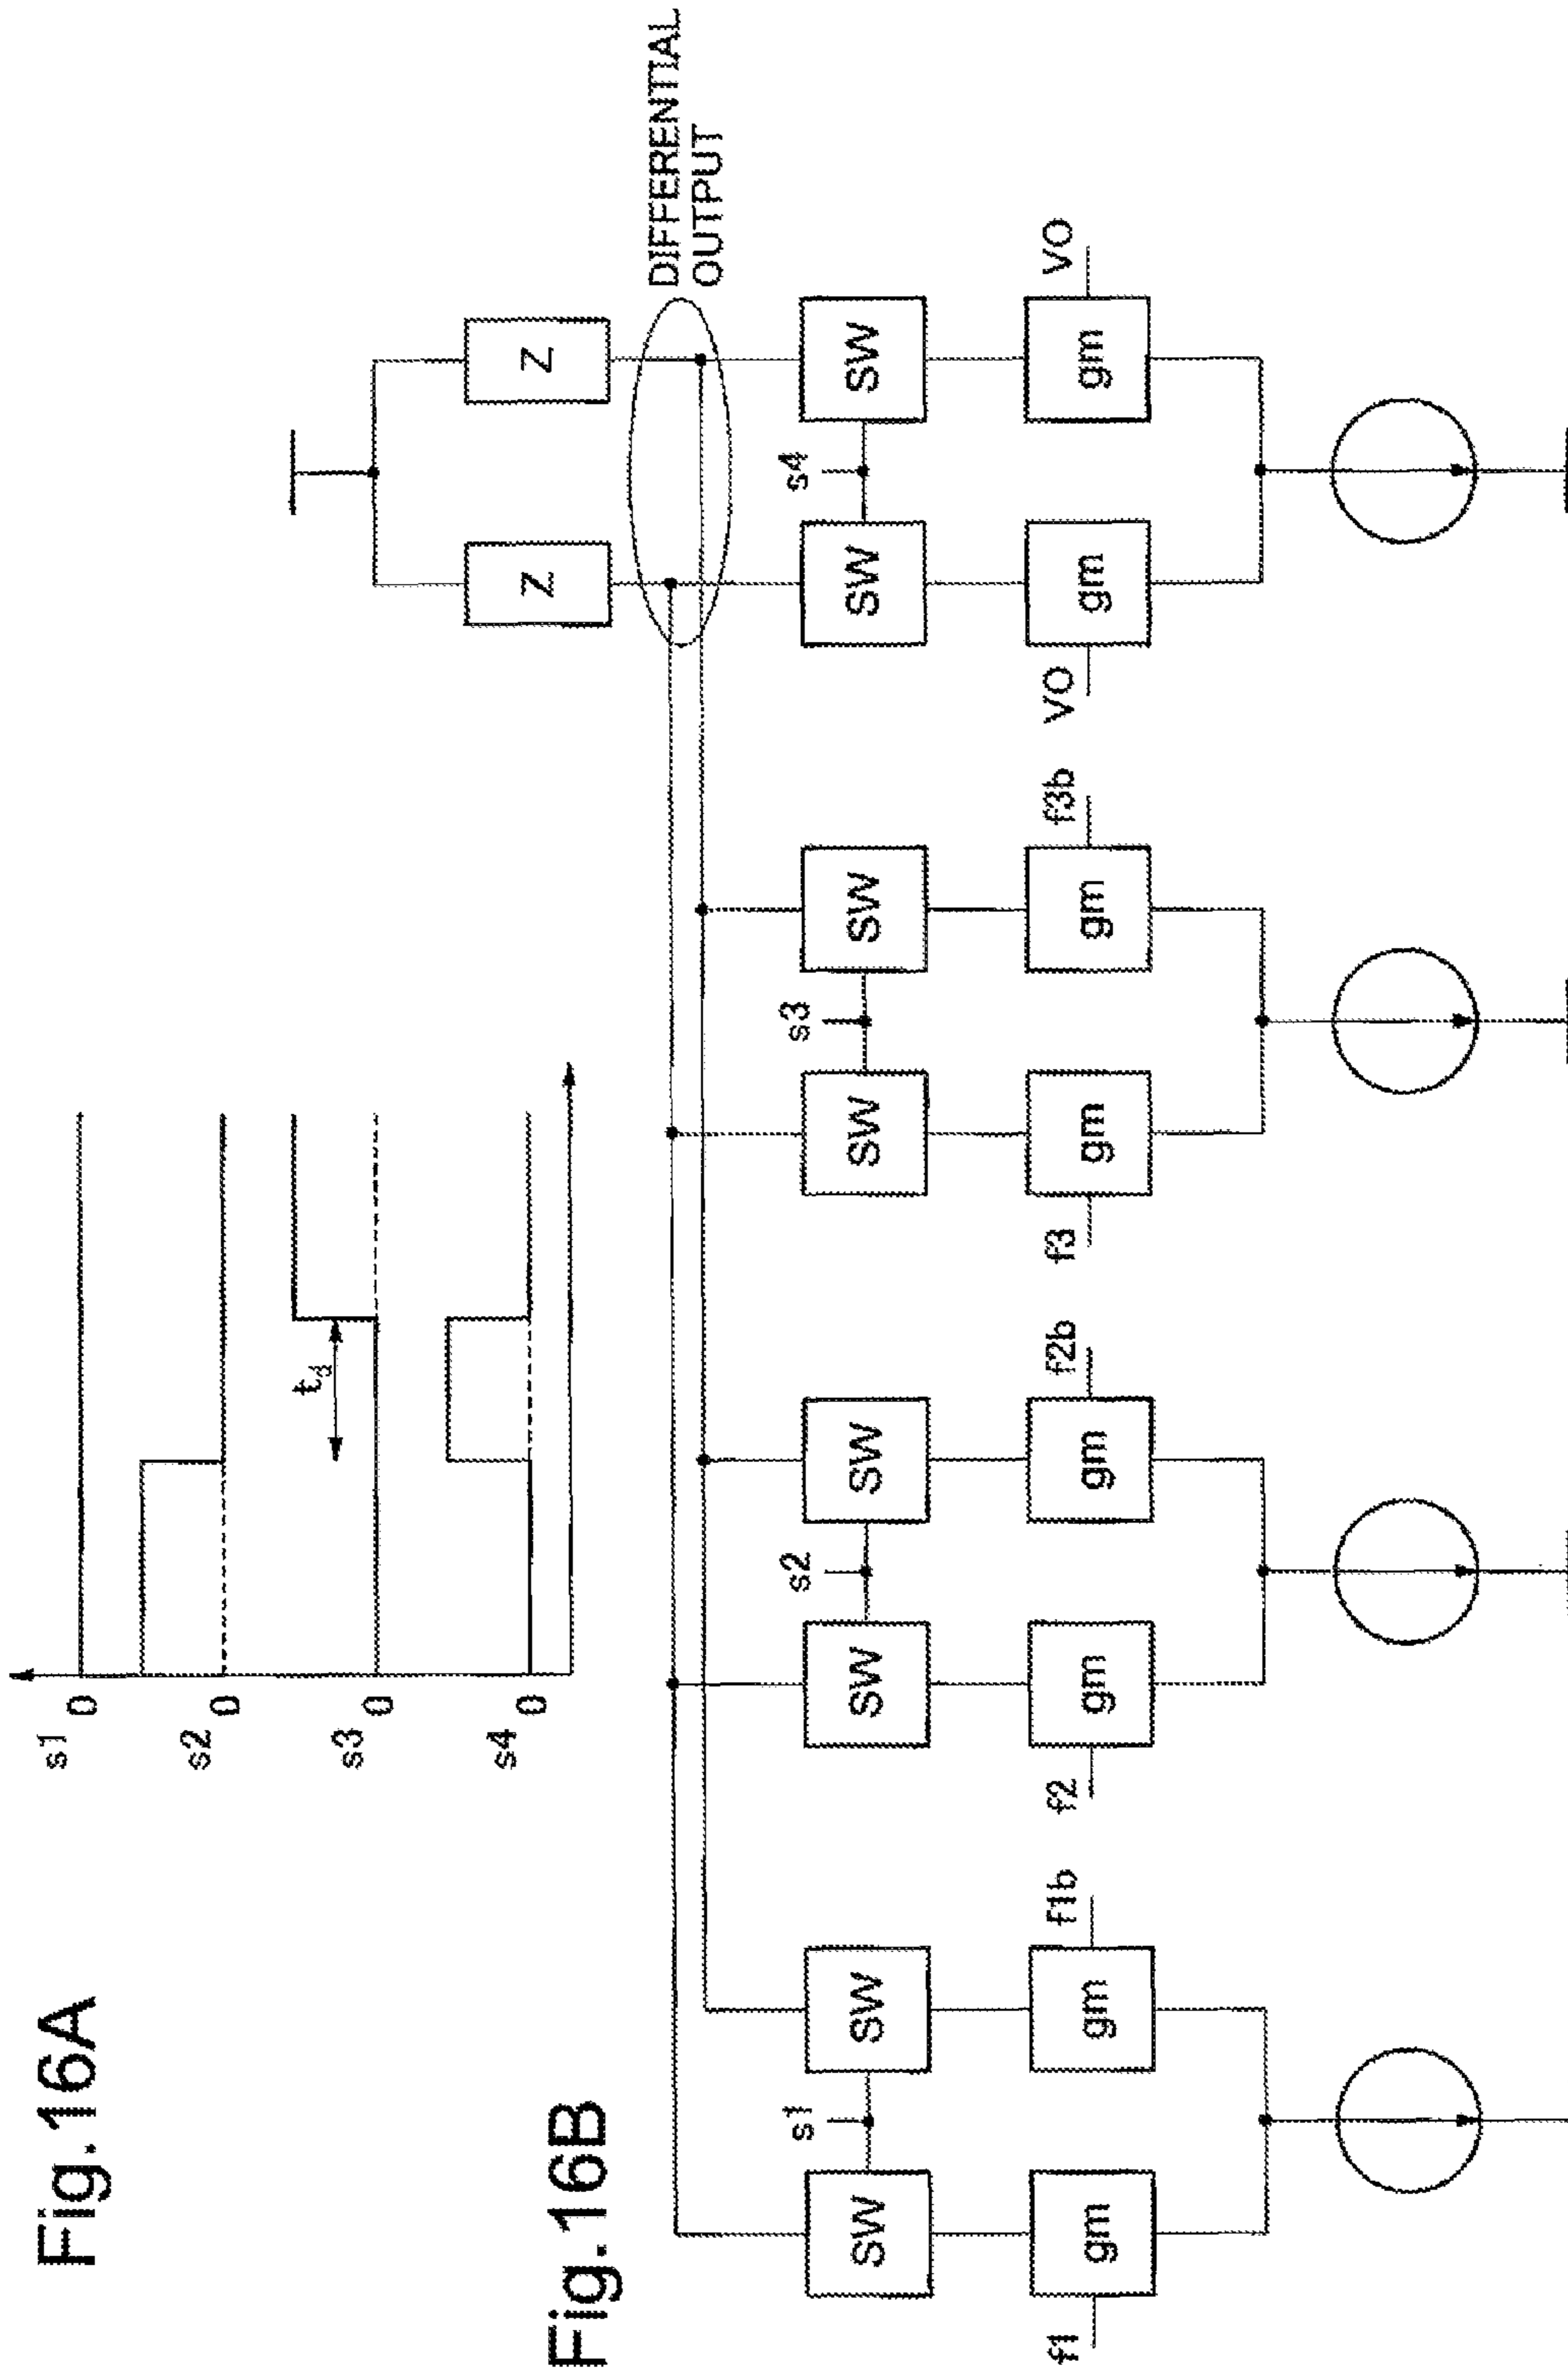 Fig.16A
s1
0
s2
0
s3
0
td
s4
0
Fig.16B
DIFFERENTIAL
OUTPUT
Z
Z
SW
s1
SW
SW
s2
SW
SW
s3
SW
SW
s4
SW
f1
gm
gm
f1b
f2
gm
gm
f2b
f3
gm
gm
f3b
VO
gm
gm
VO